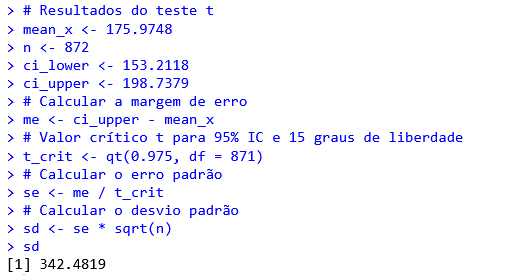 > # Resultados do teste t
> mean_x <- 175.9748
> n <- 872
> ci_lower <- 153.2118
> ci_upper <- 198.7379
> # Calcular a margem de erro
> me <- ci_upper - mean_x
> # Valor crítico t para 95% IC e 15 graus de liberdade
> t_crit <- qt(0.975, df = 871)
> # Calcular o erro padrão
> se <- me / t_crit
> # Calcular o desvio padrão
> sd <- se * sqrt(n)
> sd
[1] 342.4819